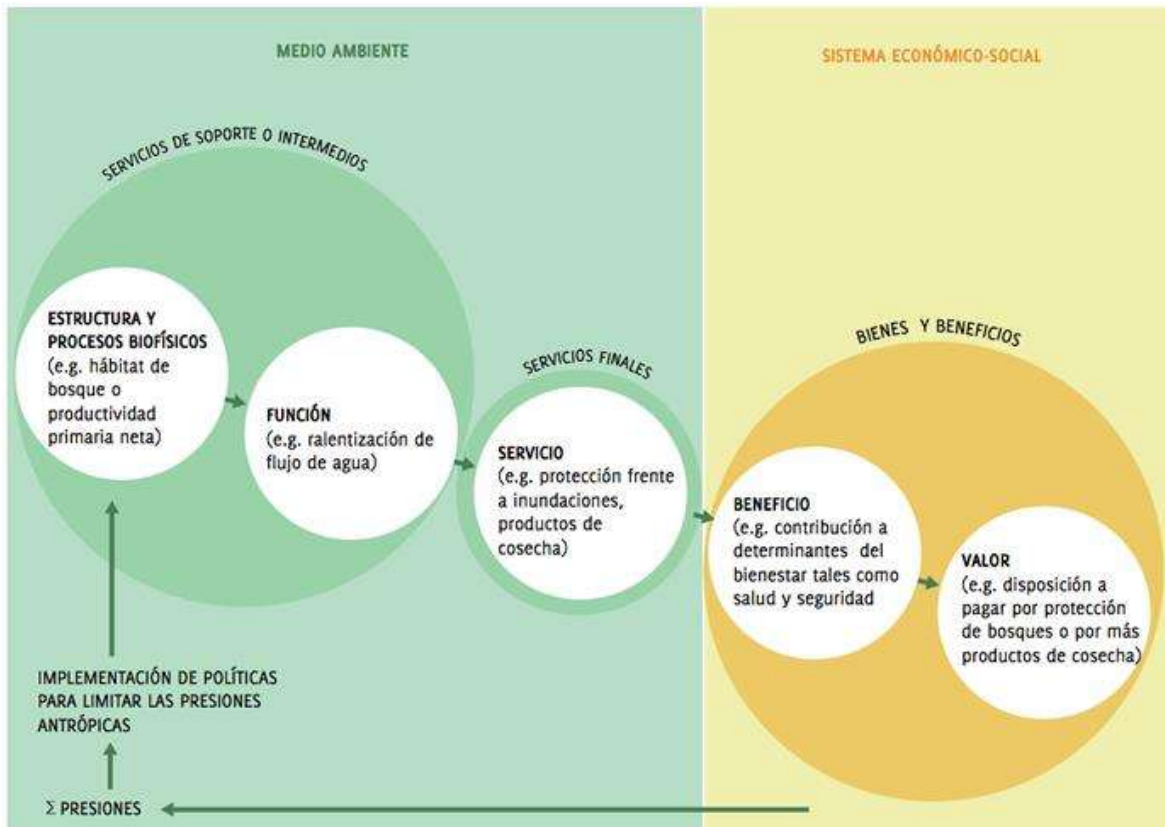 MEDIO AMBIENTE
SISTEMA ECONÓMICO-SOCIAL
SERVICIOS DE SOPORTE O INTERMEDIOS
ESTRUCTURA Y
PROCESOS BIOFÍSICOS
(e.g. hábitat de
bosque o
productividad
primaria neta)
FUNCIÓN
(e.g. ralentización de
flujo de agua)
SERVICIOS FINALES
SERVICIO
(e.g. protección frente
a inundaciones,
productos de
cosecha)
BIENES Y BENEFICIOS
BENEFICIO
(e.g. contribución a
determinantes del
bienestar tales como
salud y seguridad
VALOR
(e.g. disposición a
pagar por protección
de bosques o por más
productos de cosecha)
IMPLEMENTACIÓN DE POLÍTICAS
PARA LIMITAR LAS PRESIONES
ANTRÓPICAS
Σ PRESIONES